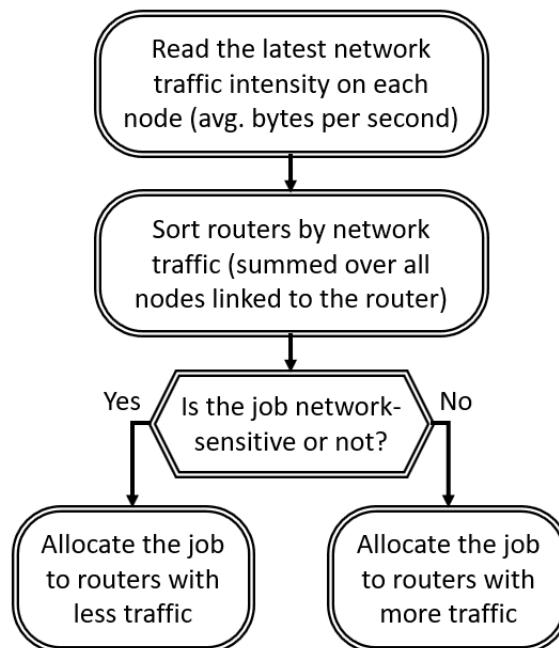 Read the latest network
traffic intensity on each
node (avg. bytes per second)
Sort routers by network
traffic (summed over all
nodes linked to the router)
Yes
Is the job network-
sensitive or not?
No
Allocate the job
to routers with
less traffic
Allocate the job
to routers with
more traffic